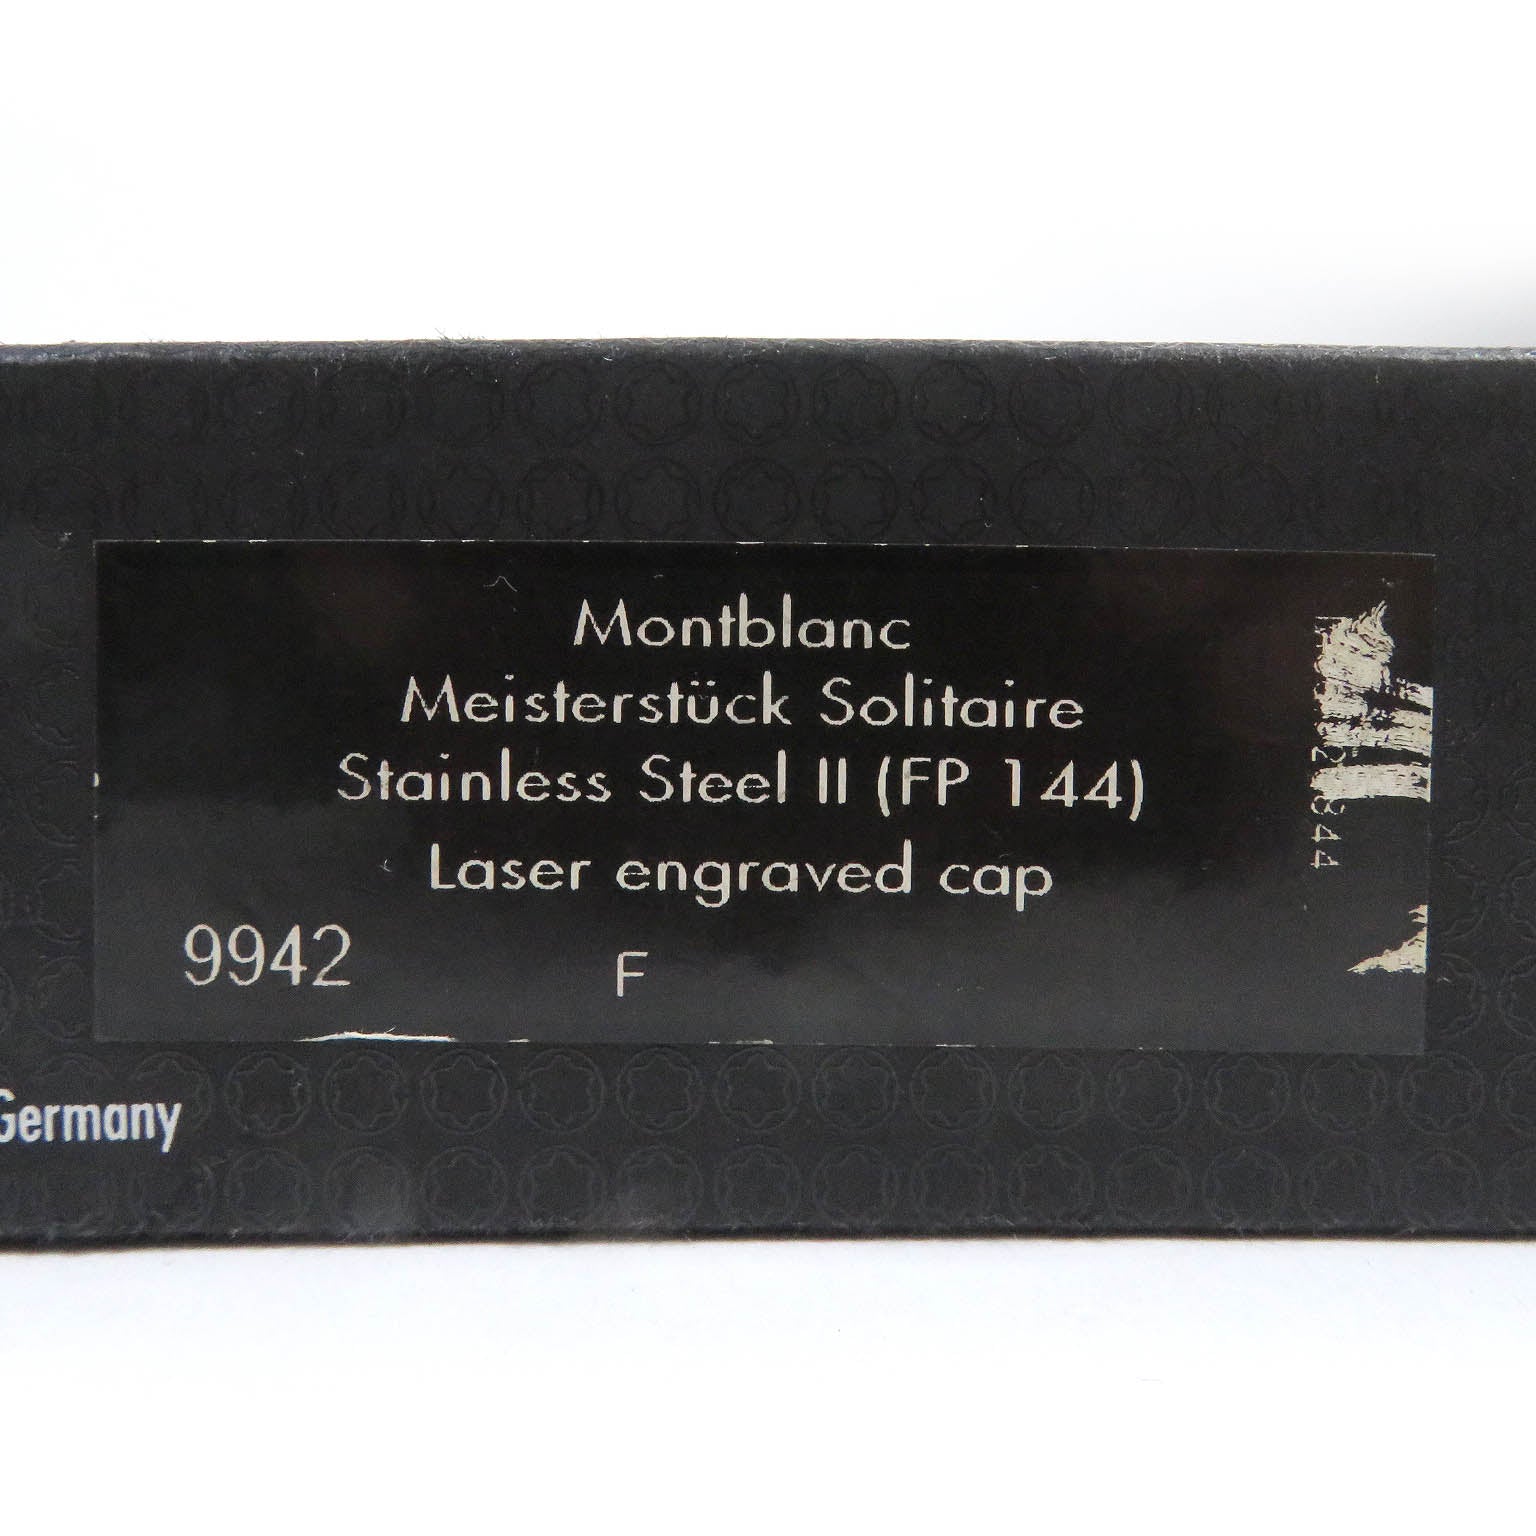 Montblanc
Meisterstück Solitaire
Stainless Steel II (FP 144)
Laser engraved cap
9942 F
Germany